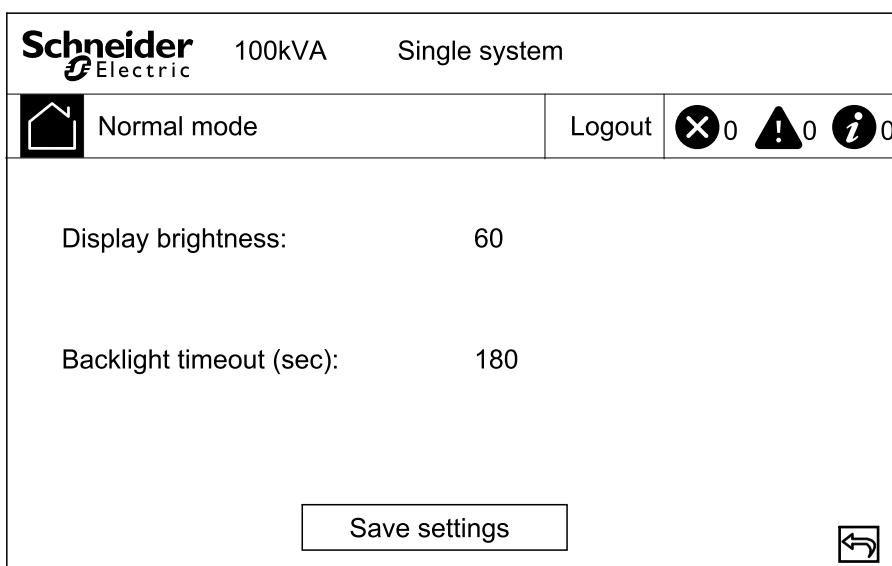 Schneider Electric 100kVA Single system
Normal mode Logout 0 0 0
Display brightness: 60
Backlight timeout (sec): 180
Save settings